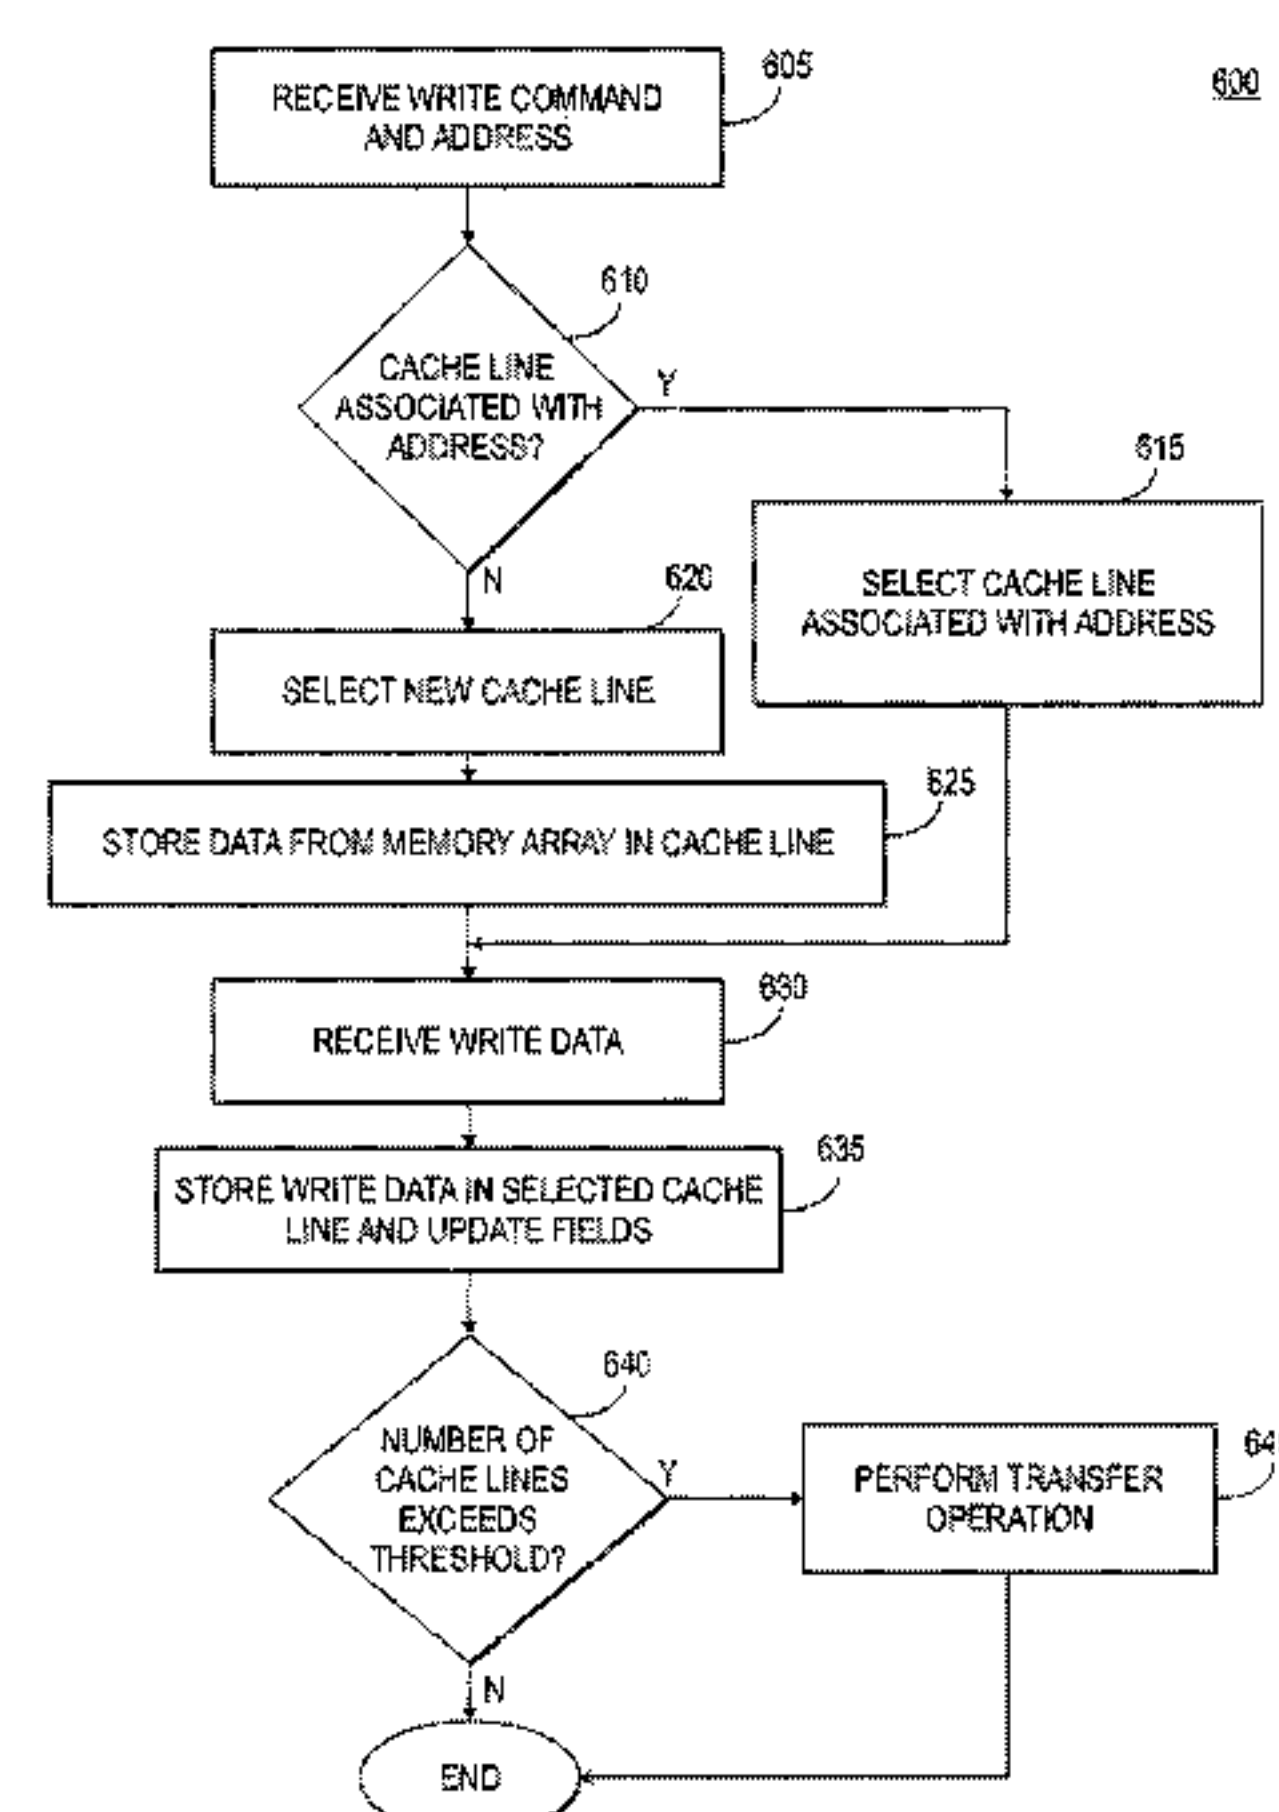 605
600
RECEIVE WRITE COMMAND
AND ADDRESS
610
CACHE LINE
ASSOCIATED WITH
ADDRESS?
Y
615
SELECT CACHE LINE
ASSOCIATED WITH ADDRESS
N
620
SELECT NEW CACHE LINE
625
STORE DATA FROM MEMORY ARRAY IN CACHE LINE
630
RECEIVE WRITE DATA
635
STORE WRITE DATA IN SELECTED CACHE
LINE AND UPDATE FIELDS
640
NUMBER OF
CACHE LINES
EXCEEDS
THRESHOLD?
Y
64
PERFORM TRANSFER
OPERATION
N
END